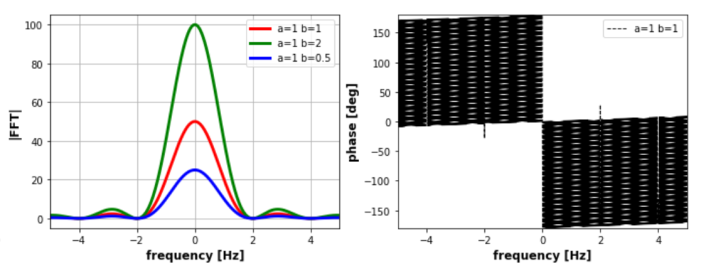 100
80
60
40
20
0
|FFT|
a=1 b=1
a=1 b=2
a=1 b=0.5
−4 −2 0 2 4
frequency [Hz]
150
100
50
0
−50
−100
−150
phase [deg]
a=1 b=1
−4 −2 0 2 4
frequency [Hz]